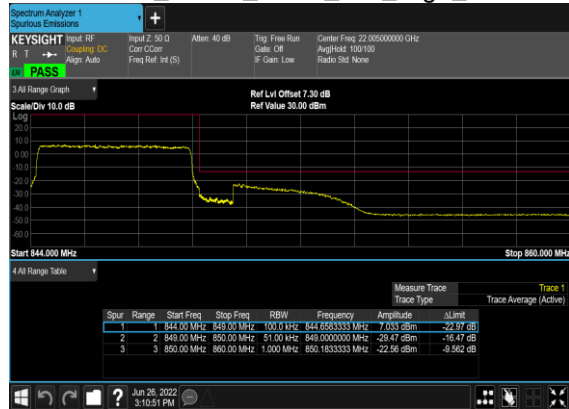 Spectrum Analyzer 1
Spurious Emissions
KEYSIGHT Input: RF Input Z: 50 Ω Atten: 40 dB Trig: Free Run Center Freq: 22.005000000 GHz
R T Coupling: DC Corr CCorr Gate: Off Avg|Hold: 100/100
Align: Auto Freq Ref: Int (S) IF Gain: Low Radio Std: None
PASS
3 All Range Graph
Ref Lvl Offset 7.30 dB
Scale/Div 10.0 dB Ref Value 30.00 dBm
Log
20.0
10.0
0.00
-10.0
-20.0
-30.0
-40.0
-50.0
-60.0
Start 844.000 MHz Stop 860.000 MHz
4 All Range Table
Measure Trace Trace 1
Trace Type Trace Average (Active)
Spur Range Start Freq Stop Freq RBW Frequency Amplitude ΔLimit
1 1 844.00 MHz 849.00 MHz 100.0 kHz 844.6583333 MHz 7.033 dBm -22.97 dB
2 2 849.00 MHz 850.00 MHz 51.00 kHz 849.0000000 MHz -29.47 dBm -16.47 dB
3 3 850.00 MHz 860.00 MHz 1.000 MHz 850.1833333 MHz -22.56 dBm -9.562 dB
? Jun 26, 2022
3:10:51 PM